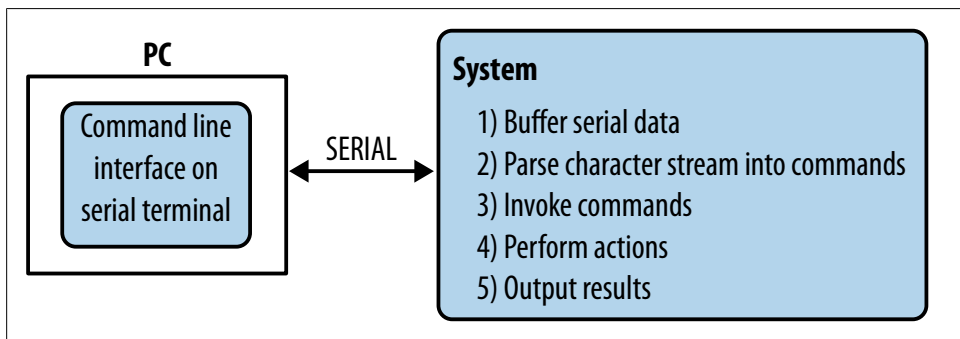 PC
Command line
interface on
serial terminal
SERIAL
System
1) Buffer serial data
2) Parse character stream into commands
3) Invoke commands
4) Perform actions
5) Output results